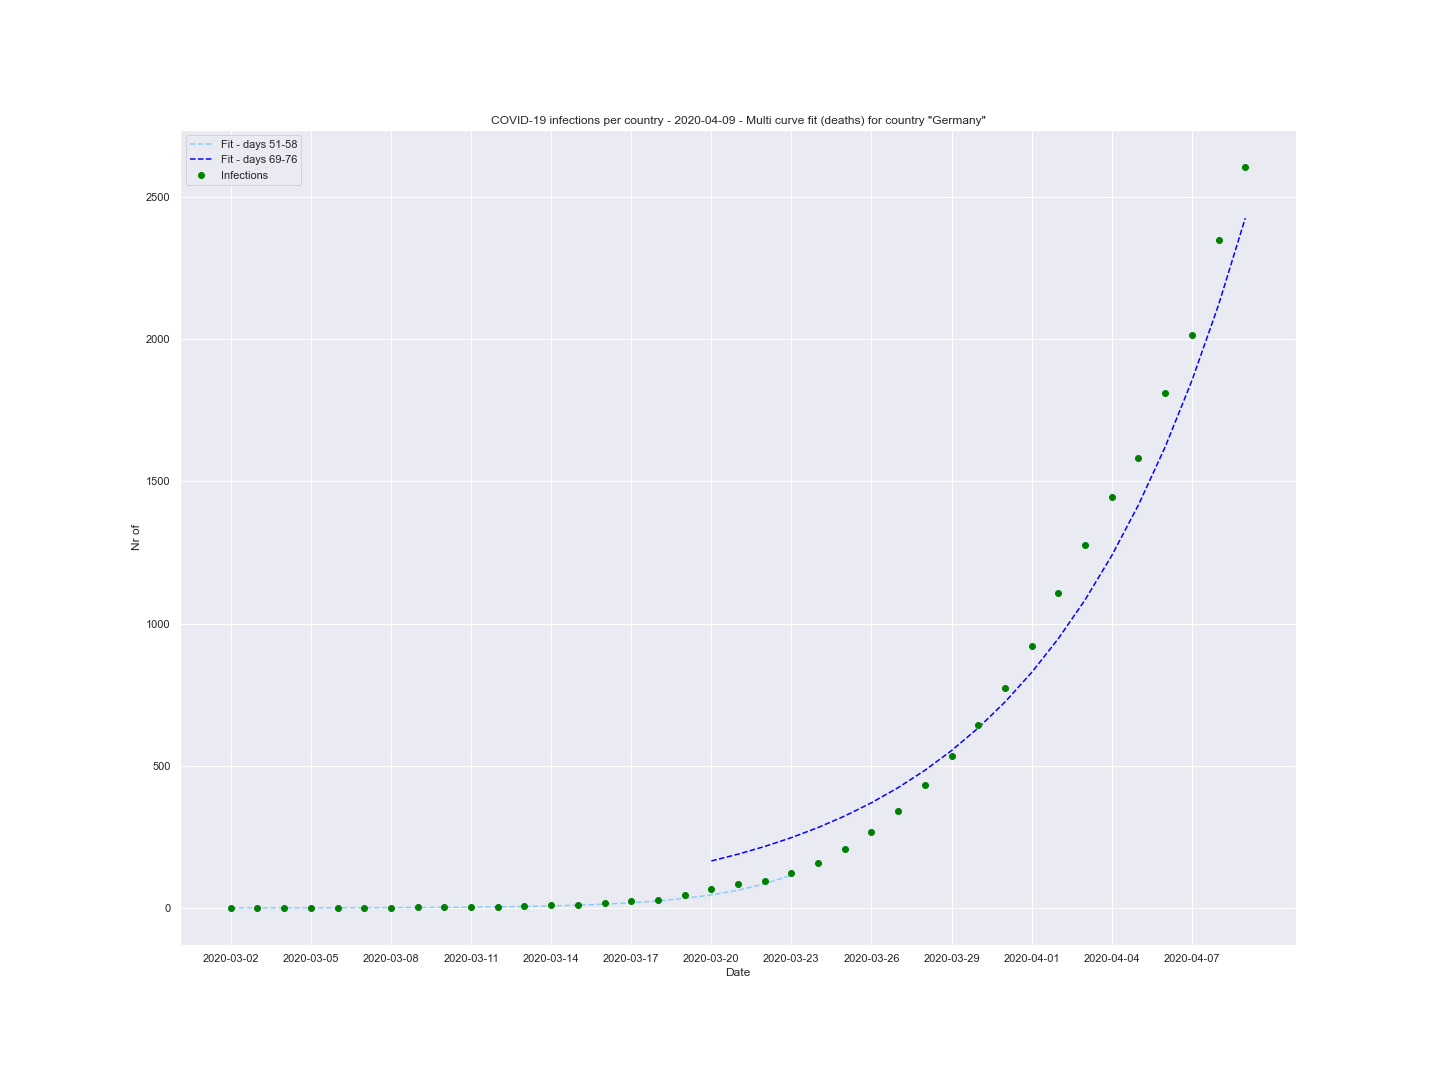 COVID-19 infections per country - 2020-04-09 - Multi curve fit (deaths) for country "Germany"
Fit - days 51-58
Fit - days 69-76
Infections
2500
2000
1500
1000
500
0
Nr of
2020-03-02 2020-03-05 2020-03-08 2020-03-11 2020-03-14 2020-03-17 2020-03-20 2020-03-23 2020-03-26 2020-03-29 2020-04-01 2020-04-04 2020-04-07
Date